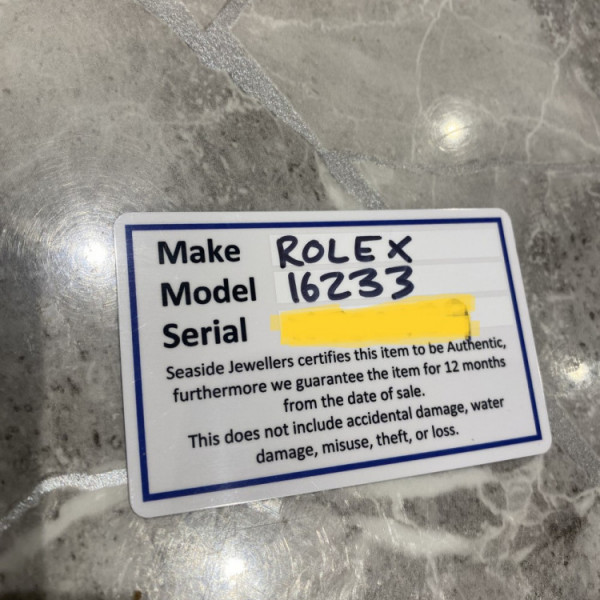 Make ROLEX
Model 16233
Serial
Seaside Jewellers certifies this item to be Authentic,
furthermore we guarantee the item for 12 months
from the date of sale.
This does not include accidental damage, water
damage, misuse, theft, or loss.